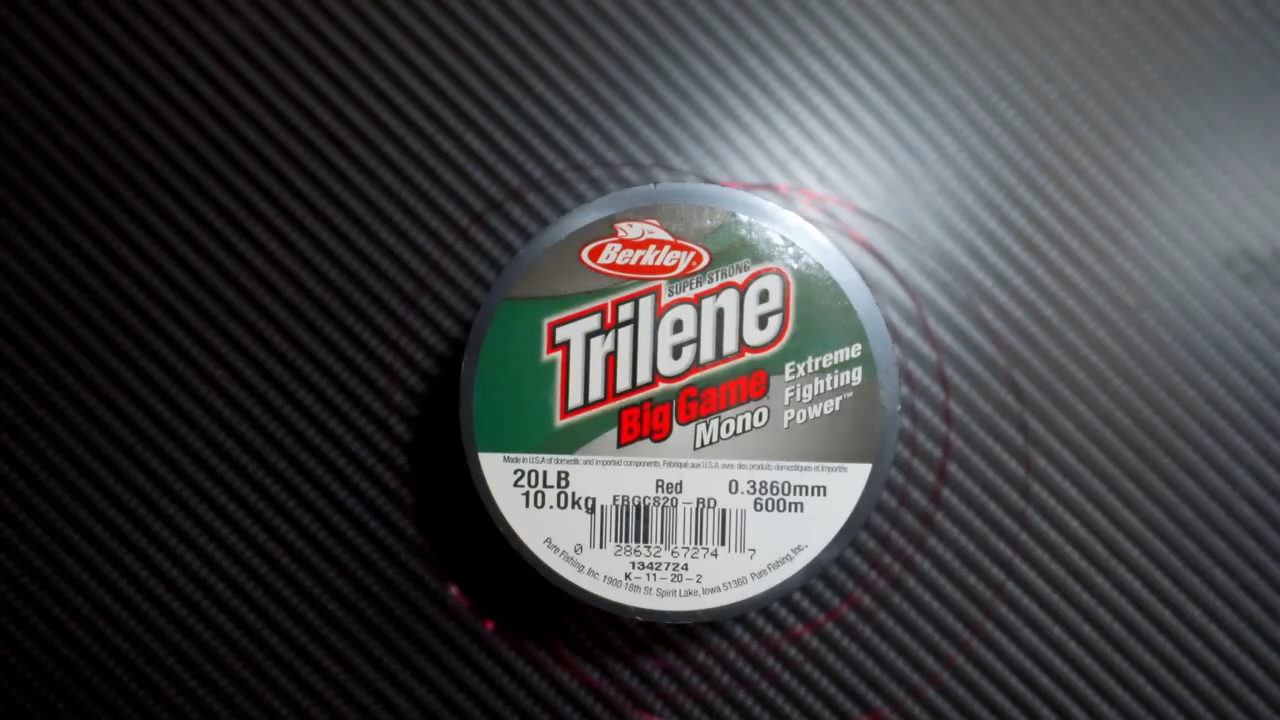 Berkley
SUPER STRONG
Trilene
Big Game
Mono
Extreme
Fighting
Power™
Made in U.S.A of domestic and imported components. Fabriqué aux U.S.A. avec des produits domestiques et importés
20LB
10.0kg
Red
EBGCS20-RD
0.3860mm
600m
0 28632 67274 7
1342724
K-11-20-2
Pure Fishing, Inc. 1900 18th St. Spirit Lake, Iowa 51360 Pure Fishing, Inc.,